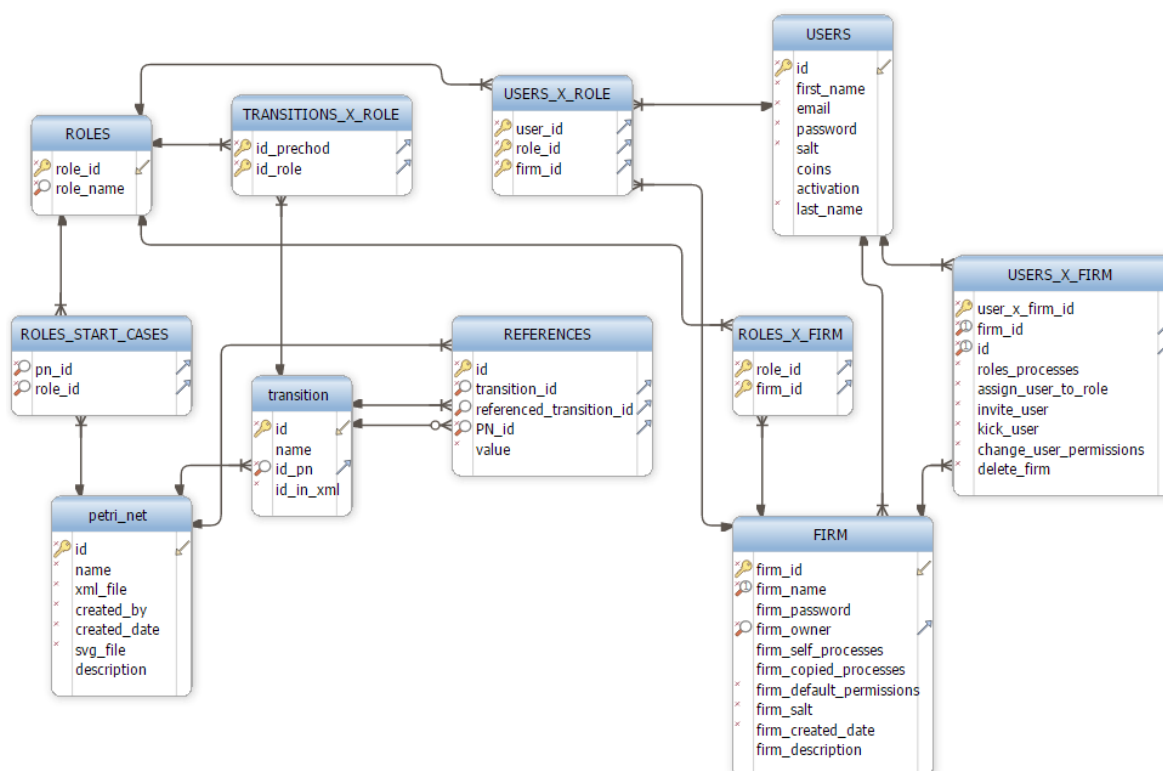 USERS
id
first_name
email
password
salt
coins
activation
last_name
USERS_X_ROLE
user_id
role_id
firm_id
TRANSITIONS_X_ROLE
id_prechod
id_role
ROLES
role_id
role_name
USERS_X_FIRM
user_x_firm_id
firm_id
id
roles_processes
assign_user_to_role
invite_user
kick_user
change_user_permissions
delete_firm
ROLES_START_CASES
pn_id
role_id
REFERENCES
id
transition_id
referenced_transition_id
PN_id
value
ROLES_X_FIRM
role_id
firm_id
transition
id
name
id_pn
id_in_xml
petri_net
id
name
xml_file
created_by
created_date
svg_file
description
FIRM
firm_id
firm_name
firm_password
firm_owner
firm_self_processes
firm_copied_processes
firm_default_permissions
firm_salt
firm_created_date
firm_description